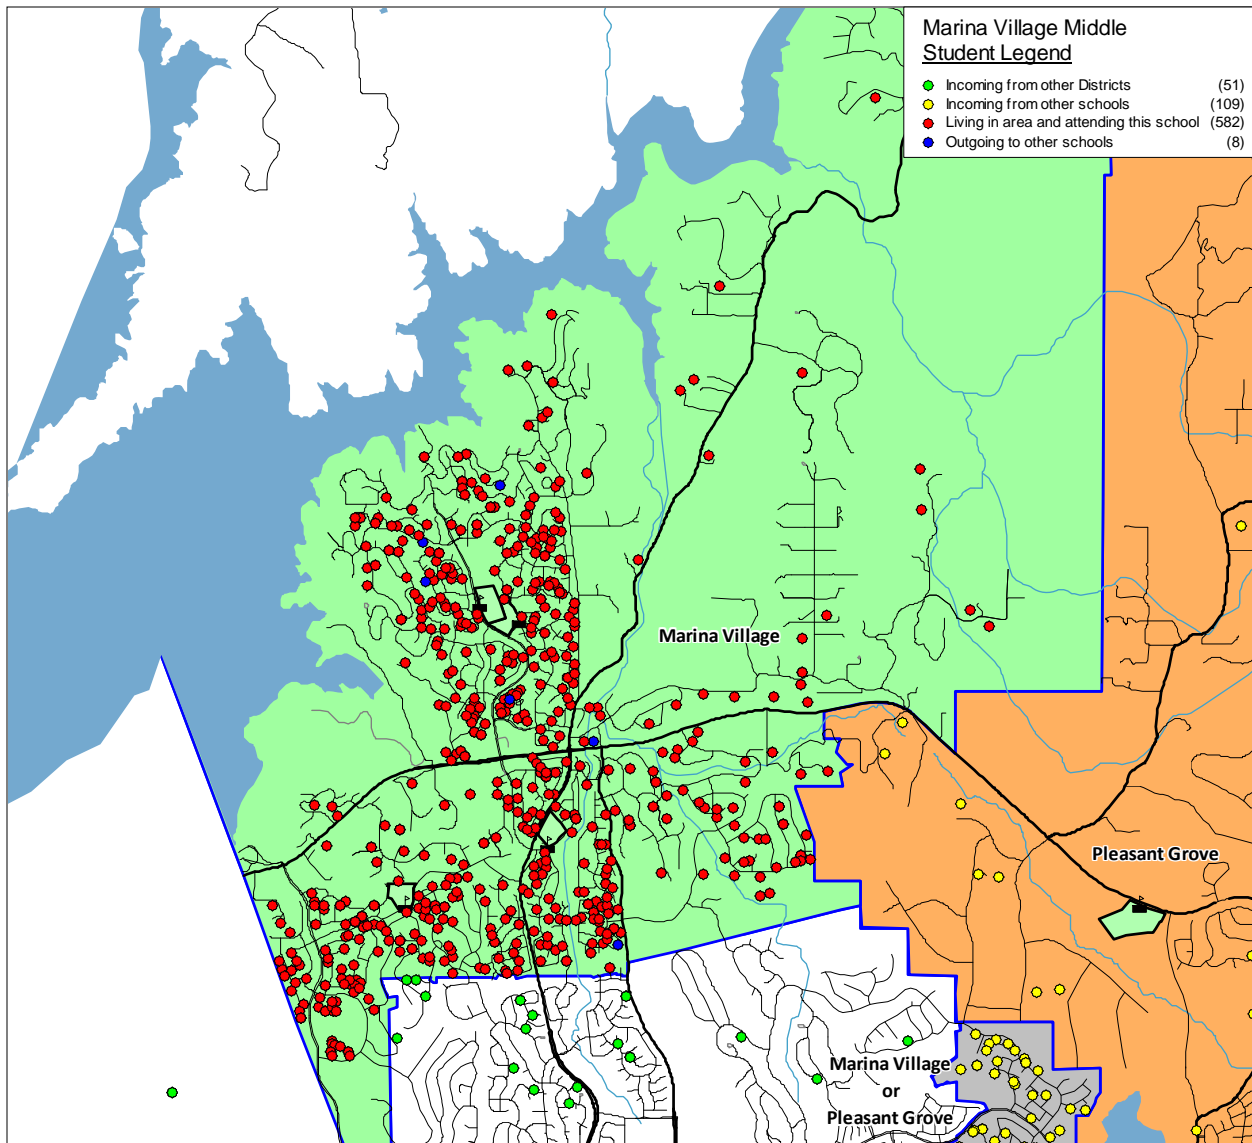 Marina Village Middle
Student Legend
Incoming from other Districts (51)
Incoming from other schools (109)
Living in area and attending this school (582)
Outgoing to other schools (8)
Marina Village
Pleasant Grove
Marina Village
or
Pleasant Grove